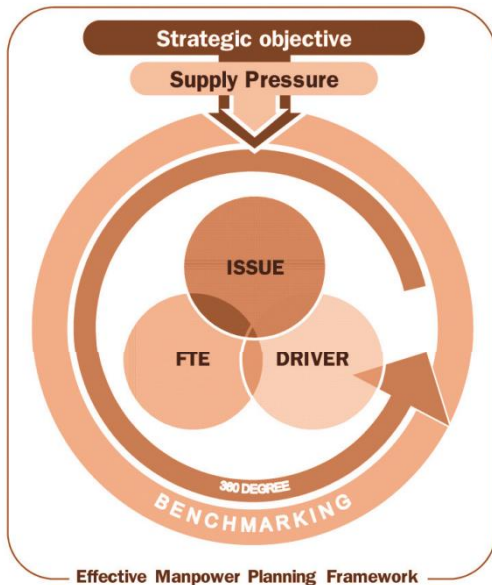 Strategic objective
Supply Pressure
ISSUE
FTE
DRIVER
360 DEGREE
BENCHMARKING
Effective Manpower Planning Framework